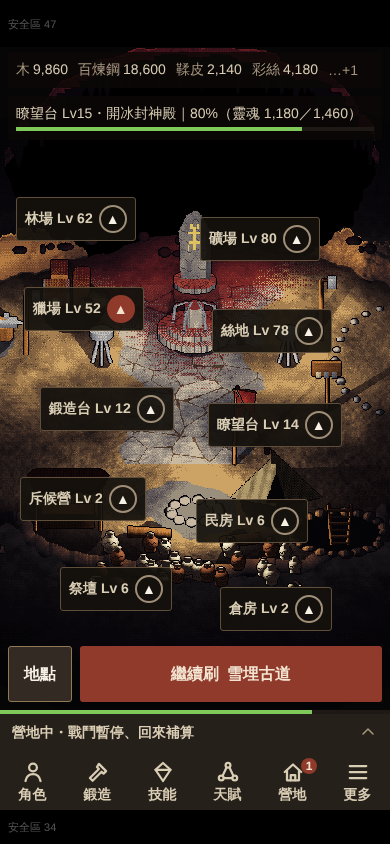 安全區 47
木 9,860 百煉鋼 18,600 鞣皮 2,140 彩絲 4,180 …+1
瞭望台 Lv15・開冰封神殿｜80%（靈魂 1,180／1,460）
林場 Lv 62 ▲
礦場 Lv 80 ▲
獵場 Lv 52 ▲
絲地 Lv 78 ▲
鍛造台 Lv 12 ▲
瞭望台 Lv 14 ▲
斥候營 Lv 2 ▲
民房 Lv 6 ▲
祭壇 Lv 6 ▲
倉房 Lv 2 ▲
地點
繼續刷 雪埋古道
營地中・戰鬥暫停、回來補算
1
角色 鍛造 技能 天賦 營地 更多
安全區 34